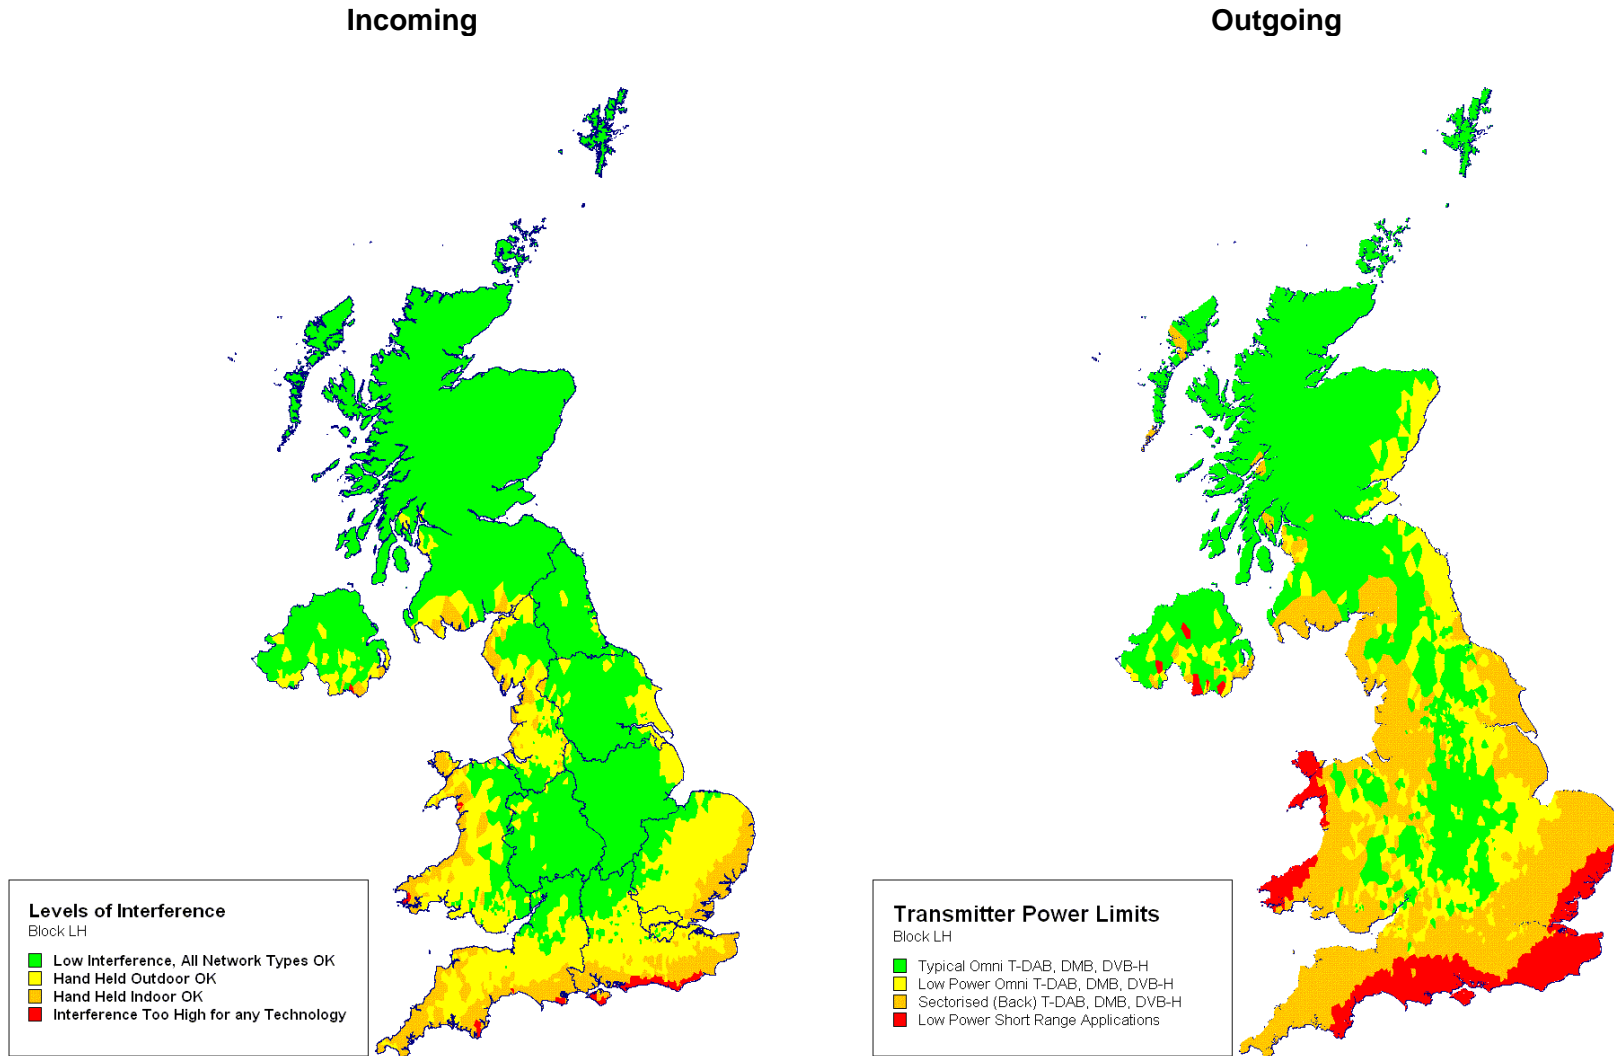 Incoming
Outgoing
Levels of Interference
Block LH
Low Interference, All Network Types OK
Hand Held Outdoor OK
Hand Held Indoor OK
Interference Too High for any Technology
Transmitter Power Limits
Block LH
Typical Omni T-DAB, DMB, DVB-H
Low Power Omni T-DAB, DMB, DVB-H
Sectorised (Back) T-DAB, DMB, DVB-H
Low Power Short Range Applications